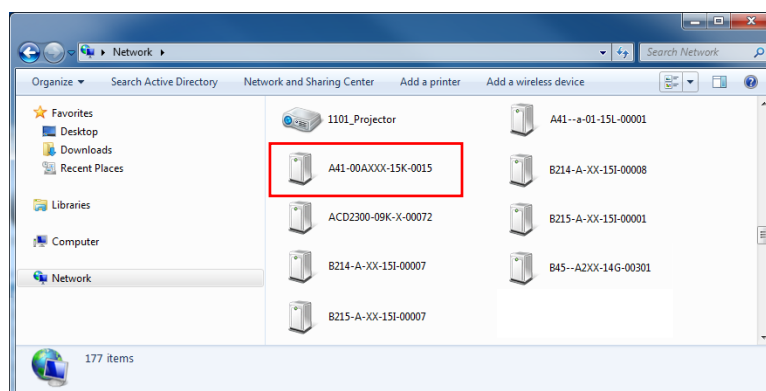 Network
Search Network
Organize
Search Active Directory
Network and Sharing Center
Add a printer
Add a wireless device
Favorites
Desktop
Downloads
Recent Places
Libraries
Computer
Network
1101_Projector
A41--a-01-15L-00001
A41-00AXXX-15K-0015
B214-A-XX-15I-00008
ACD2300-09K-X-00072
B215-A-XX-15I-00001
B214-A-XX-15I-00007
B45--A2XX-14G-00301
B215-A-XX-15I-00007
177 items